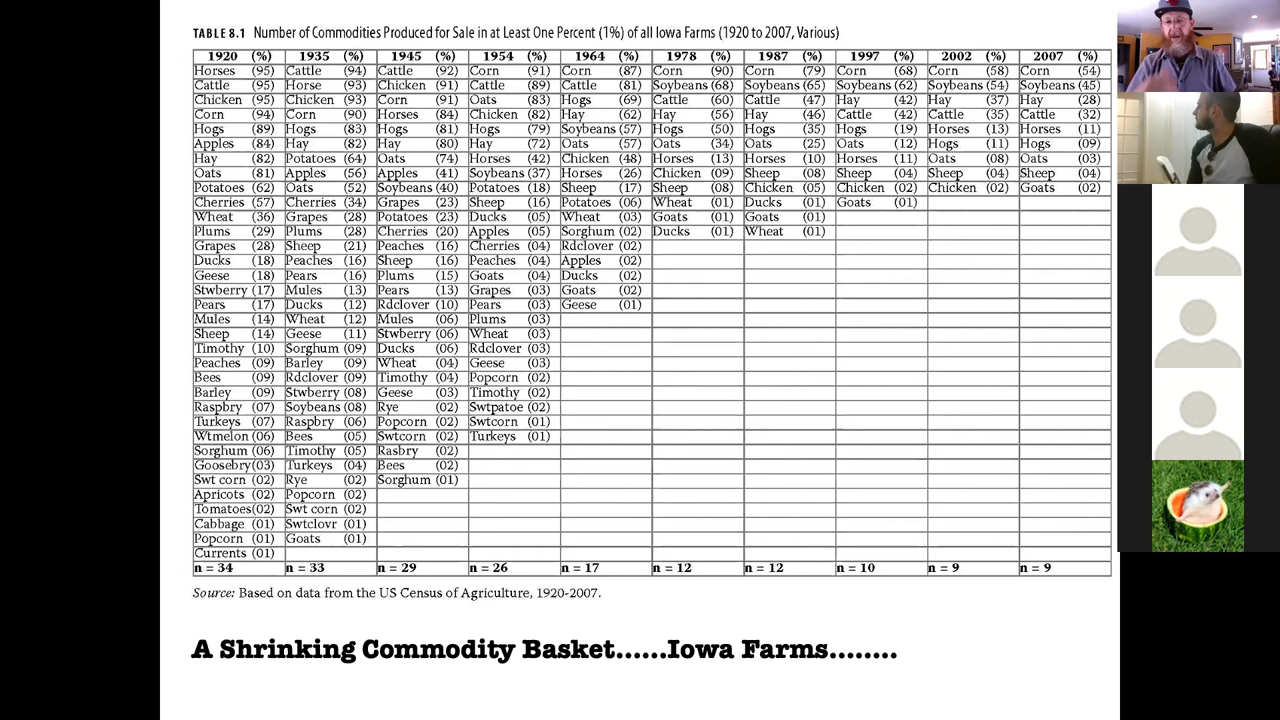 TABLE 8.1 Number of Commodities Produced for Sale in at Least One Percent (1%) of all Iowa Farms (1920 to 2007, Various)
1920 (%) 1935 (%) 1945 (%) 1954 (%) 1964 (%) 1978 (%) 1987 (%) 1997 (%) 2002 (%) 2007 (%)
Horses (95) Cattle (94) Cattle (92) Corn (91) Corn (87) Corn (90) Corn (79) Corn (68) Corn (58) Corn (54)
Cattle (95) Horse (93) Chicken (91) Cattle (89) Cattle (81) Soybeans (68) Soybeans (65) Soybeans (62) Soybeans (54) Soybeans (45)
Chicken (95) Chicken (93) Corn (91) Oats (83) Hogs (69) Cattle (60) Cattle (47) Hay (42) Hay (37) Hay (28)
Corn (94) Corn (90) Horses (84) Chicken (82) Hay (62) Hay (56) Hay (46) Cattle (42) Cattle (35) Cattle (32)
Hogs (89) Hogs (83) Hogs (81) Hogs (79) Soybeans (57) Hogs (50) Hogs (35) Hogs (19) Horses (13) Horses (11)
Apples (84) Hay (82) Hay (80) Hay (72) Oats (57) Oats (34) Oats (25) Oats (12) Hogs (11) Hogs (09)
Hay (82) Potatoes (64) Oats (74) Horses (42) Chicken (48) Horses (13) Horses (10) Horses (11) Oats (08) Oats (03)
Oats (81) Apples (56) Apples (41) Soybeans (37) Horses (26) Chicken (09) Sheep (08) Sheep (04) Sheep (04) Sheep (04)
Potatoes (62) Oats (52) Soybeans (40) Potatoes (18) Sheep (17) Sheep (08) Chicken (05) Chicken (02) Chicken (02) Goats (02)
Cherries (57) Cherries (34) Grapes (23) Sheep (16) Potatoes (06) Wheat (01) Ducks (01) Goats (01)
Wheat (36) Grapes (28) Potatoes (23) Ducks (05) Wheat (03) Goats (01) Goats (01)
Plums (29) Plums (28) Cherries (20) Apples (05) Sorghum (02) Ducks (01) Wheat (01)
Grapes (28) Sheep (21) Peaches (16) Cherries (04) Rdclover (02)
Ducks (18) Peaches (16) Sheep (16) Peaches (04) Apples (02)
Geese (18) Pears (16) Plums (15) Goats (04) Ducks (02)
Stwberry (17) Mules (13) Pears (13) Grapes (03) Goats (02)
Pears (17) Ducks (12) Rdclover (10) Pears (03) Geese (01)
Mules (14) Wheat (12) Mules (06) Plums (03)
Sheep (14) Geese (11) Stwberry (06) Wheat (03)
Timothy (10) Sorghum (09) Ducks (06) Rdclover (03)
Peaches (09) Barley (09) Wheat (04) Geese (03)
Bees (09) Rdclover (09) Timothy (04) Popcorn (02)
Barley (09) Stwberry (08) Geese (03) Timothy (02)
Raspbry (07) Soybeans (08) Rye (02) Swtpatoe (02)
Turkeys (07) Raspbry (06) Popcorn (02) Swtcorn (01)
Wtmelon (06) Bees (05) Swtcorn (02) Turkeys (01)
Sorghum (06) Timothy (05) Rasbry (02)
Goosebry (03) Turkeys (04) Bees (02)
Swt corn (02) Rye (02) Sorghum (01)
Apricots (02) Popcorn (02)
Tomatoes (02) Swt corn (02)
Cabbage (01) Swtclovr (01)
Popcorn (01) Goats (01)
Currents (01)
n = 34 n = 33 n = 29 n = 26 n = 17 n = 12 n = 12 n = 10 n = 9 n = 9
Source: Based on data from the US Census of Agriculture, 1920-2007.
A Shrinking Commodity Basket......Iowa Farms........